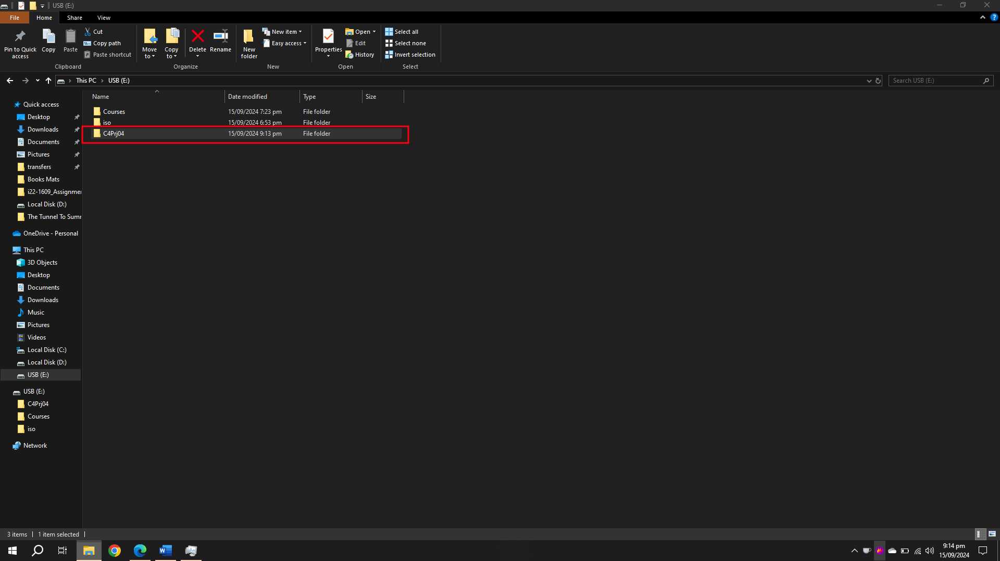 USB (E:)
File Home Share View
Pin to Quick access
Copy
Paste
Cut
Copy path
Paste shortcut
Clipboard
Move to
Copy to
Delete
Rename
Organize
New folder
New item
Easy access
New
Properties
Open
Edit
History
Open
Select all
Select none
Invert selection
Select
This PC > USB (E:)
Search USB (E:)
Name Date modified Type Size
Courses 15/09/2024 7:23 pm File folder
iso 15/09/2024 6:53 pm File folder
C4Prj04 15/09/2024 9:13 pm File folder
Quick access
Desktop
Downloads
Documents
Pictures
transfers
Books Mats
i22-1609_Assignmen
Local Disk (D:)
The Tunnel To Sum
OneDrive - Personal
This PC
3D Objects
Desktop
Documents
Downloads
Music
Pictures
Videos
Local Disk (C:)
Local Disk (D:)
USB (E:)
USB (E:)
C4Prj04
Courses
iso
Network
3 items 1 item selected
9:14 pm
15/09/2024